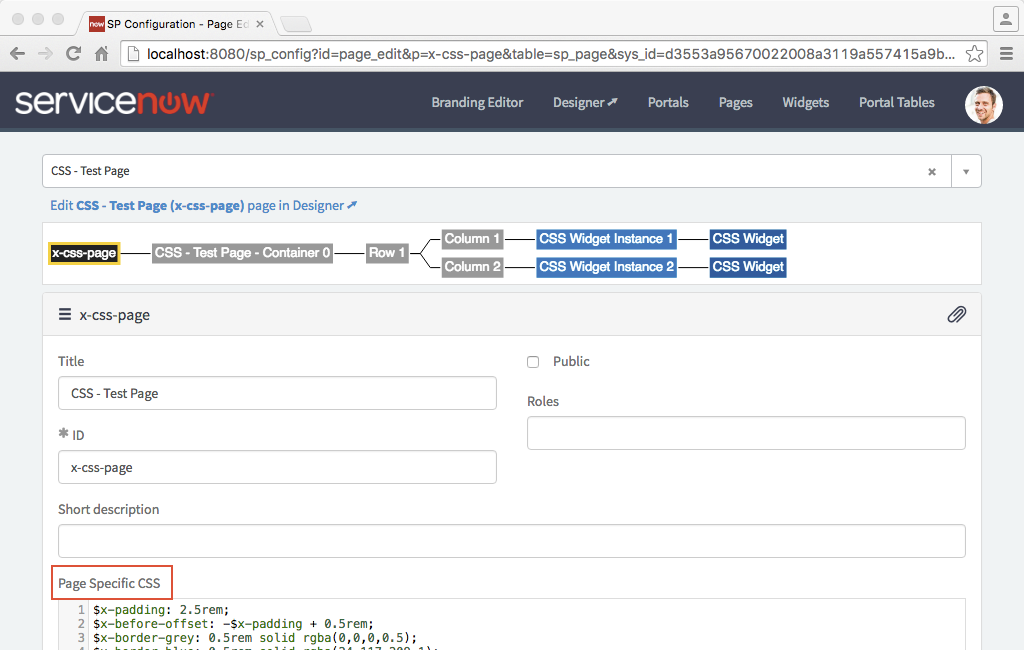 now SP Configuration - Page Ed
localhost:8080/sp_config?id=page_edit&p=x-css-page&table=sp_page&sys_id=d3553a95670022008a3119a557415a9b...
servicenow Branding Editor Designer Portals Pages Widgets Portal Tables
CSS - Test Page
Edit CSS - Test Page (x-css-page) page in Designer
x-css-page CSS - Test Page - Container 0 Row 1
Column 1 CSS Widget Instance 1 CSS Widget
Column 2 CSS Widget Instance 2 CSS Widget
x-css-page
Title
Public
CSS - Test Page
Roles
ID
x-css-page
Short description
Page Specific CSS
1 $x-padding: 2.5rem;
2 $x-before-offset: -$x-padding + 0.5rem;
3 $x-border-grey: 0.5rem solid rgba(0,0,0,0.5);